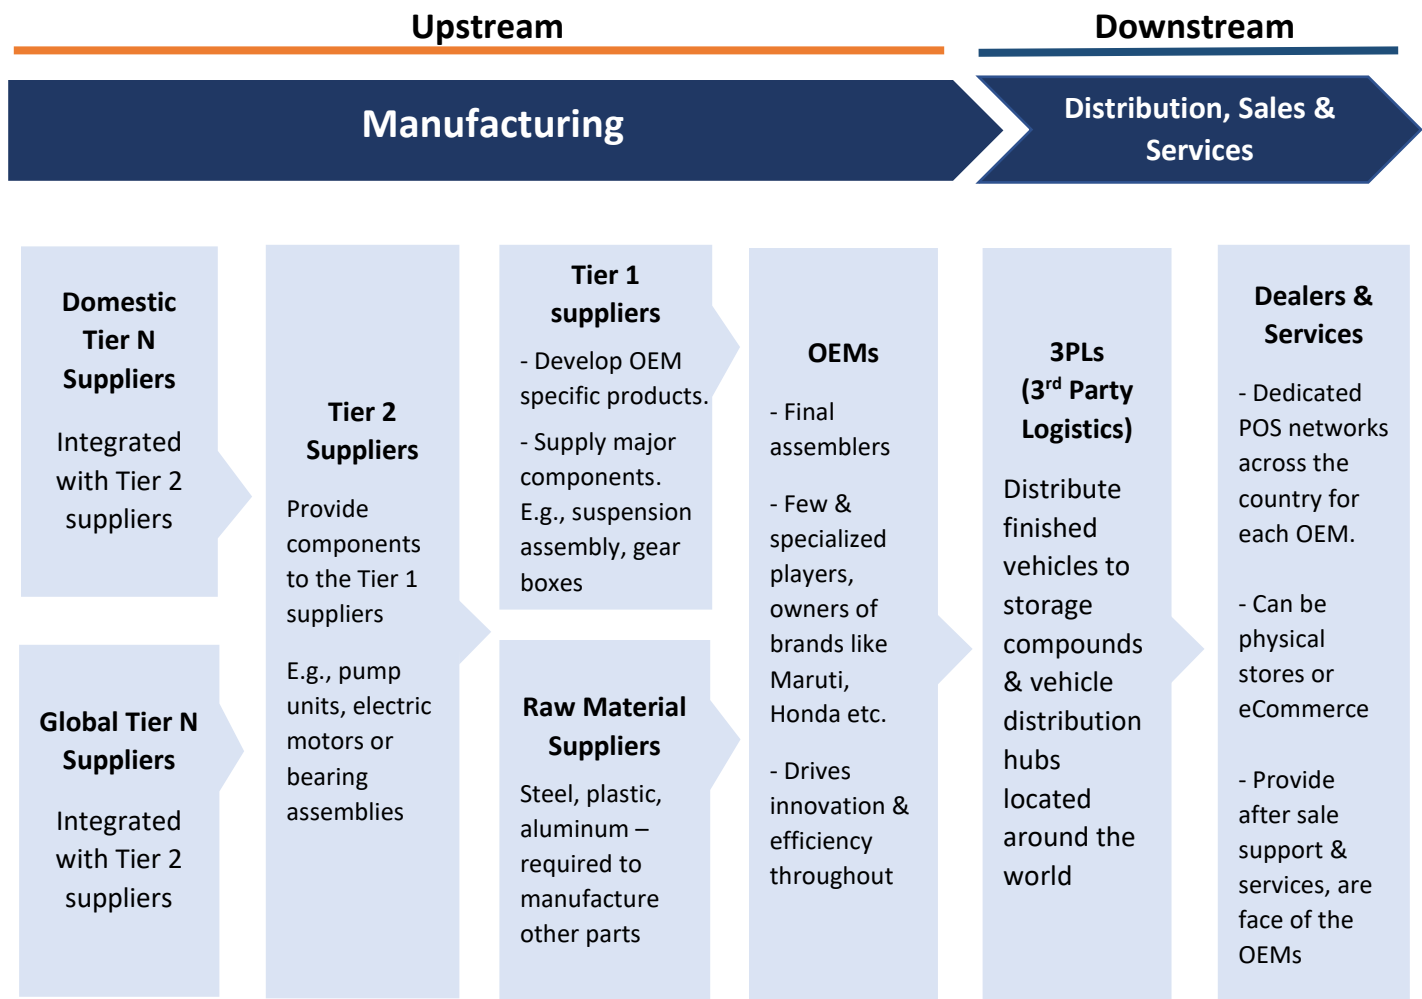 Upstream
Downstream
Manufacturing
Distribution, Sales &
Services
Domestic
Tier N
Suppliers
Integrated
with Tier 2
suppliers
Global Tier N
Suppliers
Integrated
with Tier 2
suppliers
Tier 2
Suppliers
Provide
components
to the Tier 1
suppliers
E.g., pump
units, electric
motors or
bearing
assemblies
Tier 1
suppliers
- Develop OEM
specific products.
- Supply major
components.
E.g., suspension
assembly, gear
boxes
Raw Material
Suppliers
Steel, plastic,
aluminum –
required to
manufacture
other parts
OEMs
- Final
assemblers
- Few &
specialized
players,
owners of
brands like
Maruti,
Honda etc.
- Drives
innovation &
efficiency
throughout
3PLs
(3rd Party
Logistics)
Distribute
finished
vehicles to
storage
compounds
& vehicle
distribution
hubs
located
around the
world
Dealers &
Services
- Dedicated
POS networks
across the
country for
each OEM.
- Can be
physical
stores or
eCommerce
- Provide
after sale
support &
services, are
face of the
OEMs